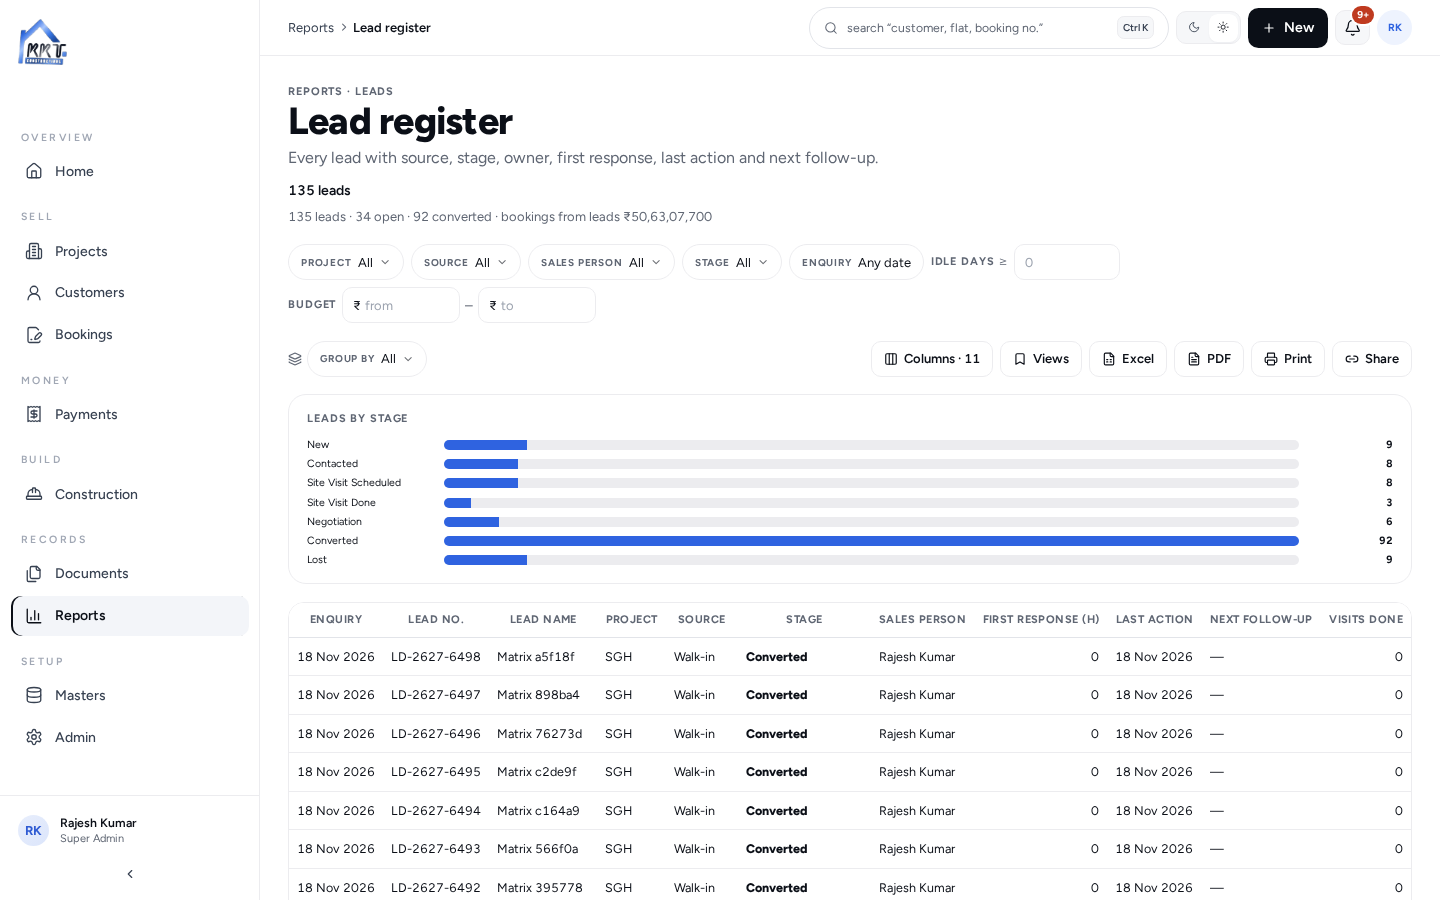 RKT
CONSTRUCTIONS
Reports › Lead register
search “customer, flat, booking no.”
Ctrl K
New
9+
RK
OVERVIEW
Home
SELL
Projects
Customers
Bookings
MONEY
Payments
BUILD
Construction
RECORDS
Documents
Reports
SETUP
Masters
Admin
RK
Rajesh Kumar
Super Admin
REPORTS · LEADS
Lead register
Every lead with source, stage, owner, first response, last action and next follow-up.
135 leads
135 leads · 34 open · 92 converted · bookings from leads ₹50,63,07,700
PROJECT All SOURCE All SALES PERSON All STAGE All ENQUIRY Any date IDLE DAYS ≥ 0
BUDGET ₹ from – ₹ to
GROUP BY All Columns · 11 Views Excel PDF Print Share
LEADS BY STAGE
New 9
Contacted 8
Site Visit Scheduled 8
Site Visit Done 3
Negotiation 6
Converted 92
Lost 9
ENQUIRY LEAD NO. LEAD NAME PROJECT SOURCE STAGE SALES PERSON FIRST RESPONSE (H) LAST ACTION NEXT FOLLOW-UP VISITS DONE
18 Nov 2026 LD-2627-6498 Matrix a5f18f SGH Walk-in Converted Rajesh Kumar 0 18 Nov 2026 — 0
18 Nov 2026 LD-2627-6497 Matrix 898ba4 SGH Walk-in Converted Rajesh Kumar 0 18 Nov 2026 — 0
18 Nov 2026 LD-2627-6496 Matrix 76273d SGH Walk-in Converted Rajesh Kumar 0 18 Nov 2026 — 0
18 Nov 2026 LD-2627-6495 Matrix c2de9f SGH Walk-in Converted Rajesh Kumar 0 18 Nov 2026 — 0
18 Nov 2026 LD-2627-6494 Matrix c164a9 SGH Walk-in Converted Rajesh Kumar 0 18 Nov 2026 — 0
18 Nov 2026 LD-2627-6493 Matrix 566f0a SGH Walk-in Converted Rajesh Kumar 0 18 Nov 2026 — 0
18 Nov 2026 LD-2627-6492 Matrix 395778 SGH Walk-in Converted Rajesh Kumar 0 18 Nov 2026 — 0